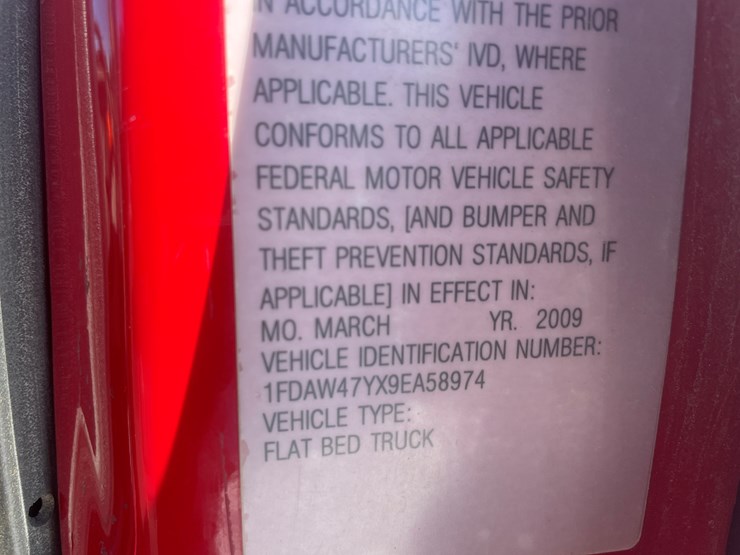 IN ACCORDANCE WITH THE PRIOR
MANUFACTURERS' IVD, WHERE
APPLICABLE. THIS VEHICLE
CONFORMS TO ALL APPLICABLE
FEDERAL MOTOR VEHICLE SAFETY
STANDARDS, [AND BUMPER AND
THEFT PREVENTION STANDARDS, IF
APPLICABLE] IN EFFECT IN:
MO. MARCH YR. 2009
VEHICLE IDENTIFICATION NUMBER:
1FDAW47YX9EA58974
VEHICLE TYPE:
FLAT BED TRUCK